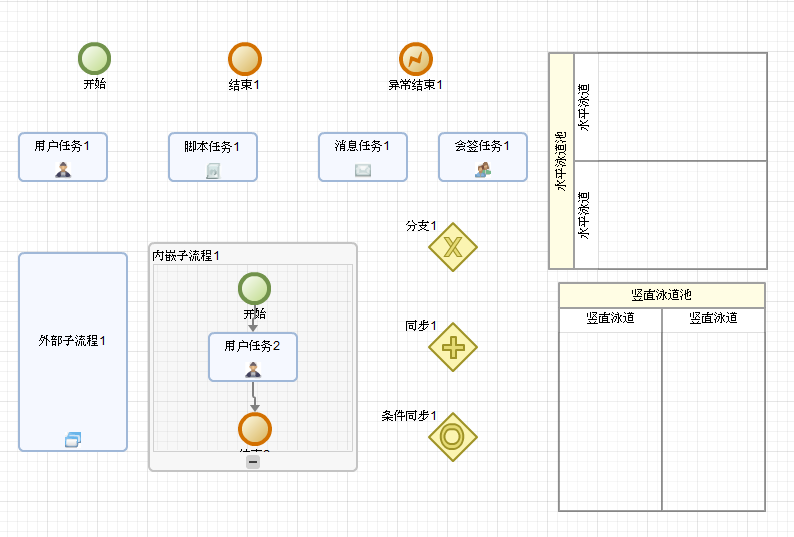 开始
结束1
异常结束1
用户任务1
脚本任务1
消息任务1
会签任务1
水平泳道池
水平泳道
水平泳道
分支1
外部子流程1
内嵌子流程1
开始
用户任务2
同步1
条件同步1
竖直泳道池
竖直泳道
竖直泳道